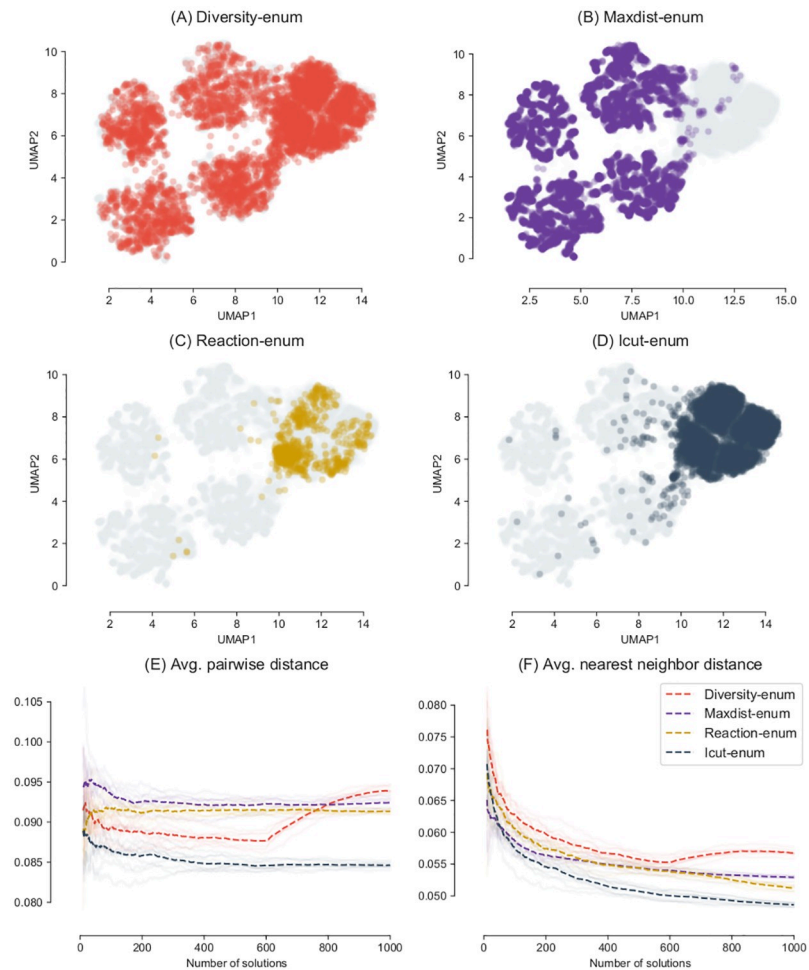 (A) Diversity-enum
10
8
6
4
2
0
UMAP2
2 4 6 8 10 12 14
UMAP1
(B) Maxdist-enum
10
8
6
4
2
0
UMAP2
2.5 5.0 7.5 10.0 12.5 15.0
UMAP1
(C) Reaction-enum
10
8
6
4
2
0
UMAP2
2 4 6 8 10 12 14
UMAP1
(D) Icut-enum
10
8
6
4
2
0
UMAP2
2 4 6 8 10 12 14
UMAP1
(E) Avg. pairwise distance
0.105
0.100
0.095
0.090
0.085
0.080
0 200 400 600 800 1000
Number of solutions
(F) Avg. nearest neighbor distance
0.080
0.075
0.070
0.065
0.060
0.055
0.050
Diversity-enum
Maxdist-enum
Reaction-enum
Icut-enum
0 200 400 600 800 1000
Number of solutions